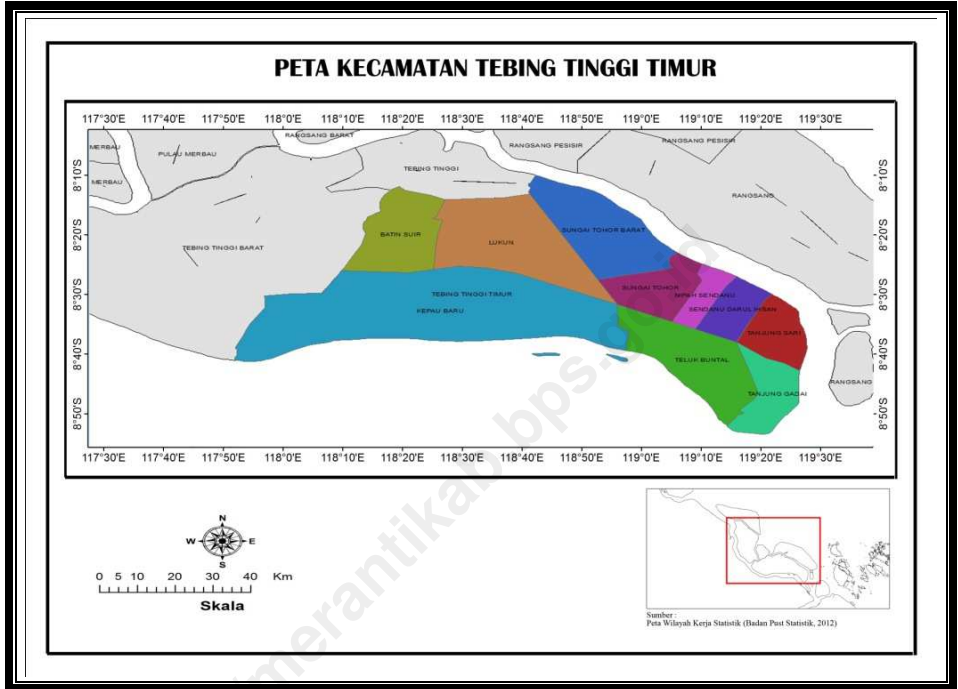 PETA KECAMATAN TEBING TINGGI TIMUR
117°30'E 117°40'E 117°50'E 118°0'E 118°10'E 118°20'E 118°30'E 118°40'E 118°50'E 119°0'E 119°10'E 119°20'E 119°30'E
RANGSANG BARAT
MERBAU
PULAU MERBAU
RANGSANG PESISIR
RANGSANG PESISIR
TEBING TINGGI
8°10'S
8°10'S
MERBAU
RANGSANG
BATIN SUIR
LUKUN
SUNGAI TOHOR BARAT
8°20'S
8°20'S
TEBING TINGGI BARAT
SUNGAI TOHOR
NIPAH SENDANU
TEBING TINGGI TIMUR
8°30'S
8°30'S
KEPAU BARU
SENDANU DARUL IHSAN
TANJUNG SARI
8°40'S
8°40'S
TELUK BUNTAL
RANGSANG
TANJUNG GADAI
8°50'S
8°50'S
117°30'E 117°40'E 117°50'E 118°0'E 118°10'E 118°20'E 118°30'E 118°40'E 118°50'E 119°0'E 119°10'E 119°20'E 119°30'E
N
W E
S
0 5 10 20 30 40 Km
Skala
Sumber :
Peta Wilayah Kerja Statistik (Badan Pust Statistik, 2012)
merantikab.bps.go.id